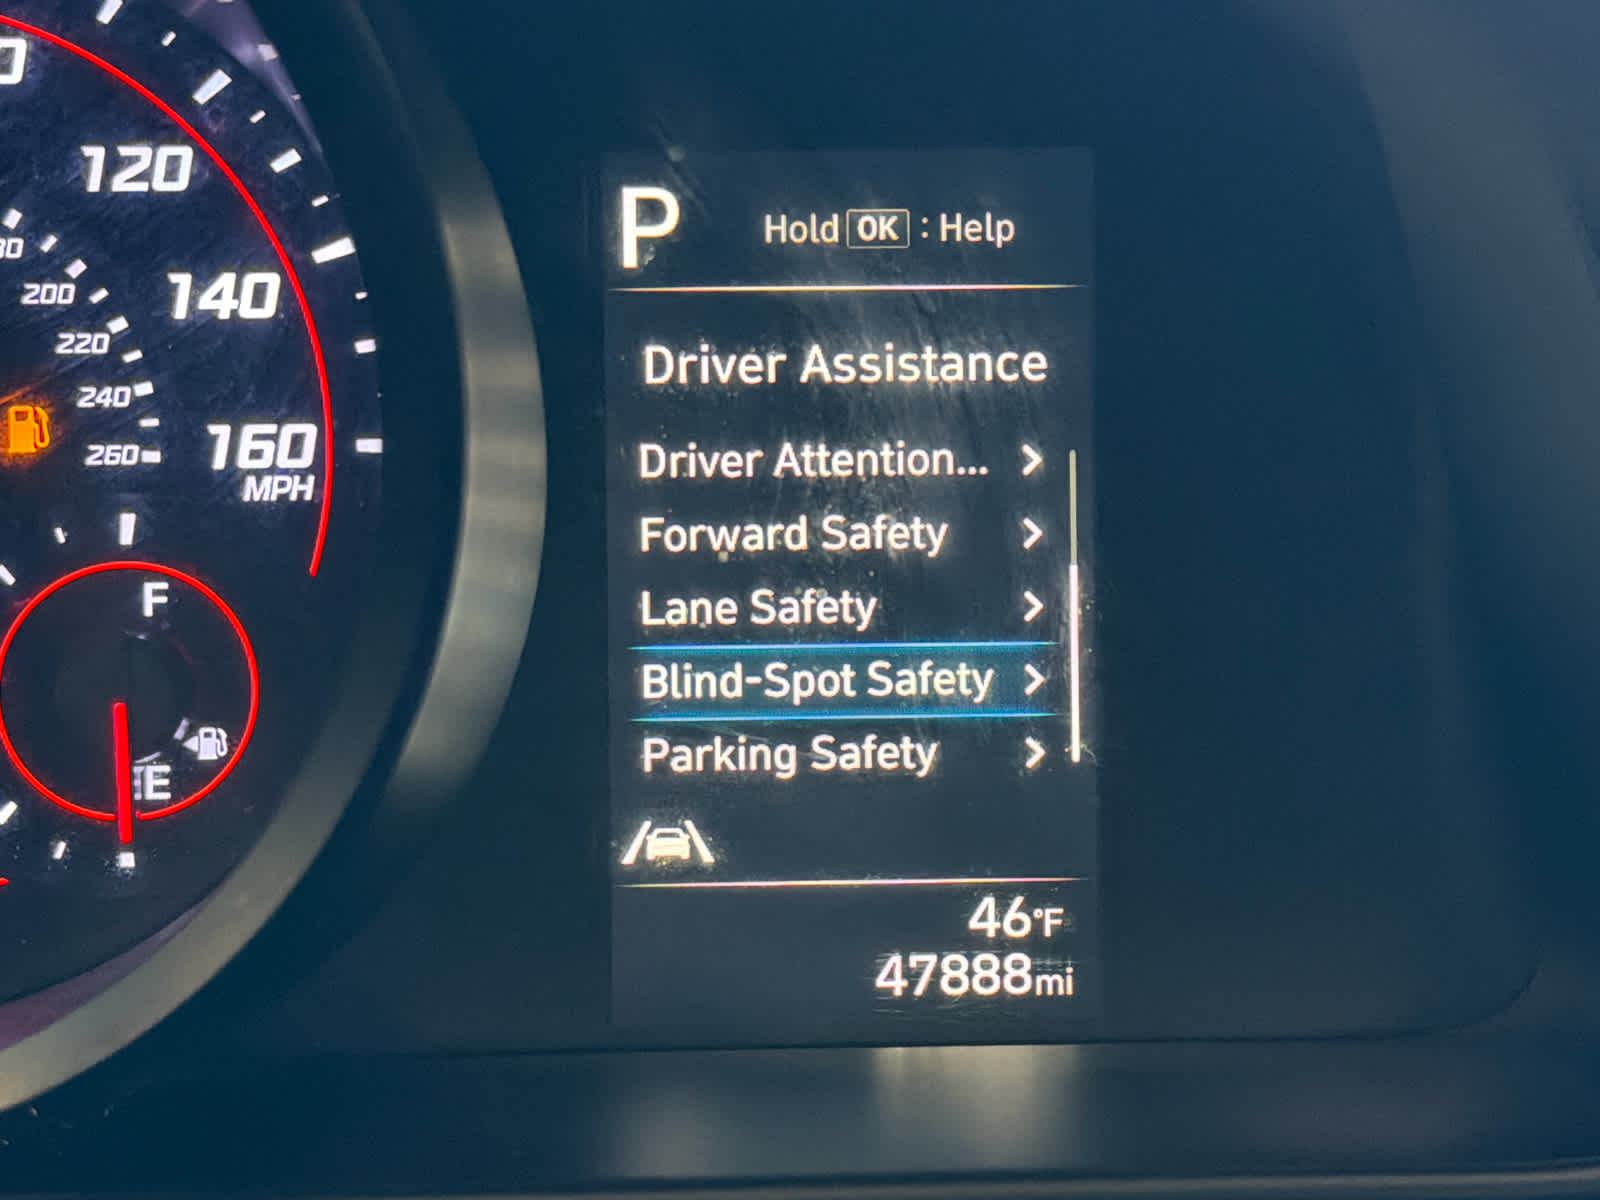 120
200
140
220
240
260
160
MPH
F
E
P
Hold OK : Help
Driver Assistance
Driver Attention...
Forward Safety
Lane Safety
Blind-Spot Safety
Parking Safety
46°F
47888mi